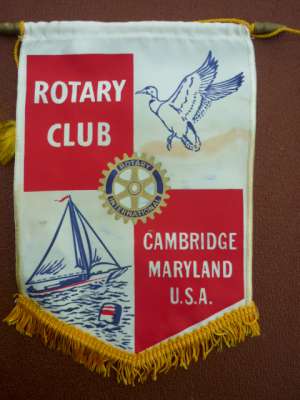 ROTARY
CLUB
ROTARY
INTERNATIONAL
CAMBRIDGE
MARYLAND
U.S.A.